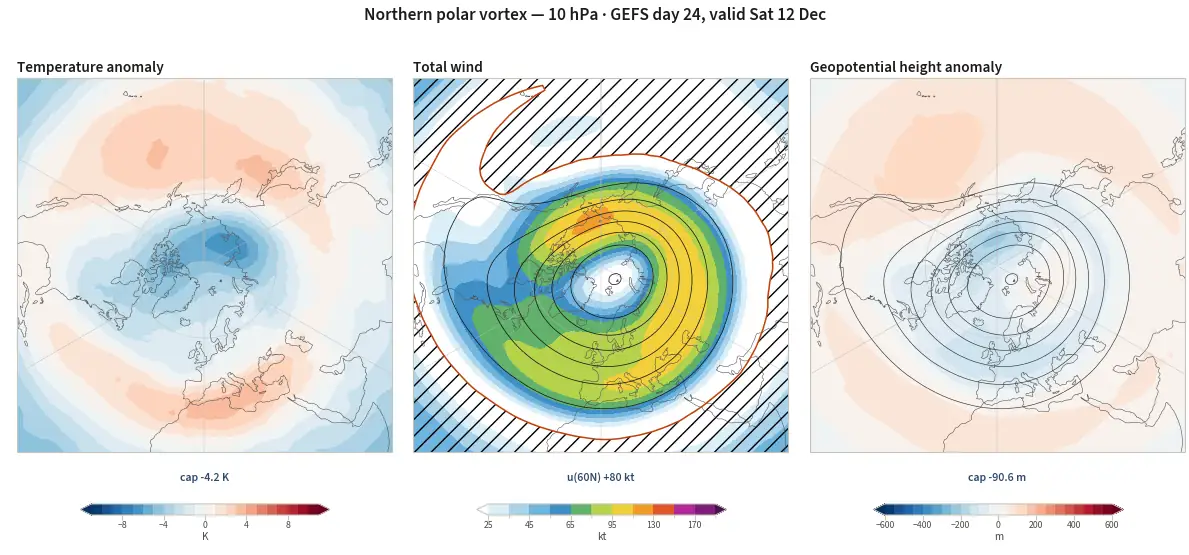 Northern polar vortex — 10 hPa · GEFS day 24, valid Sat 12 Dec
Temperature anomaly
Total wind
Geopotential height anomaly
cap -4.2 K
u(60N) +80 kt
cap -90.6 m
−8 −4 0 4 8
K
25 45 65 95 130 170
kt
−600 −400 −200 0 200 400 600
m